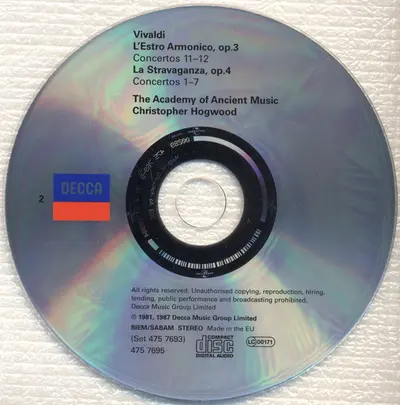 Vivaldi
L'Estro Armonico, op.3
Concertos 11–12
La Stravaganza, op.4
Concertos 1–7
The Academy of Ancient Music
Christopher Hogwood
2
DECCA
All rights reserved. Unauthorised copying, reproduction, hiring,
lending, public performance and broadcasting prohibited.
Decca Music Group Limited
℗ 1981, 1987 Decca Music Group Limited
BIEM/SABAM STEREO Made in the EU
(Set 475 7693)
475 7695
COMPACT
disc
DIGITAL AUDIO
LC 00171